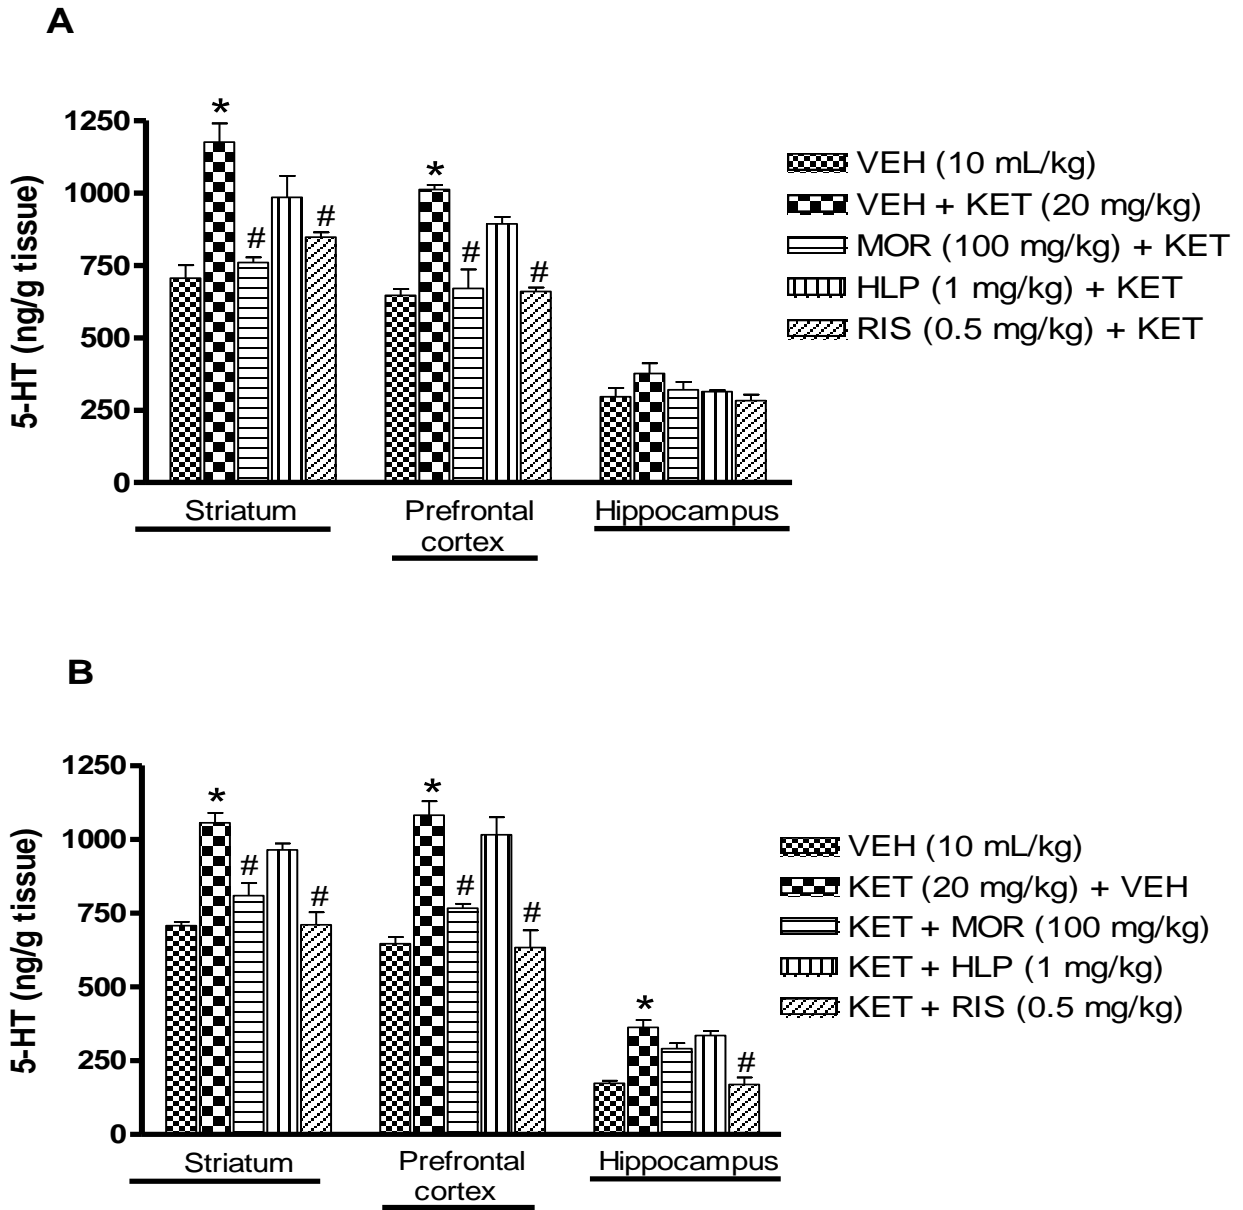 A
*
1250
*
1000
#
#
#
#
750
500
250
0
5-HT (ng/g tissue)
Striatum
Prefrontal
cortex
Hippocampus
VEH (10 mL/kg)
VEH + KET (20 mg/kg)
MOR (100 mg/kg) + KET
HLP (1 mg/kg) + KET
RIS (0.5 mg/kg) + KET
B
1250
*
*
1000
#
#
#
#
750
500
*
250
#
0
5-HT (ng/g tissue)
Striatum
Prefrontal
cortex
Hippocampus
VEH (10 mL/kg)
KET (20 mg/kg) + VEH
KET + MOR (100 mg/kg)
KET + HLP (1 mg/kg)
KET + RIS (0.5 mg/kg)